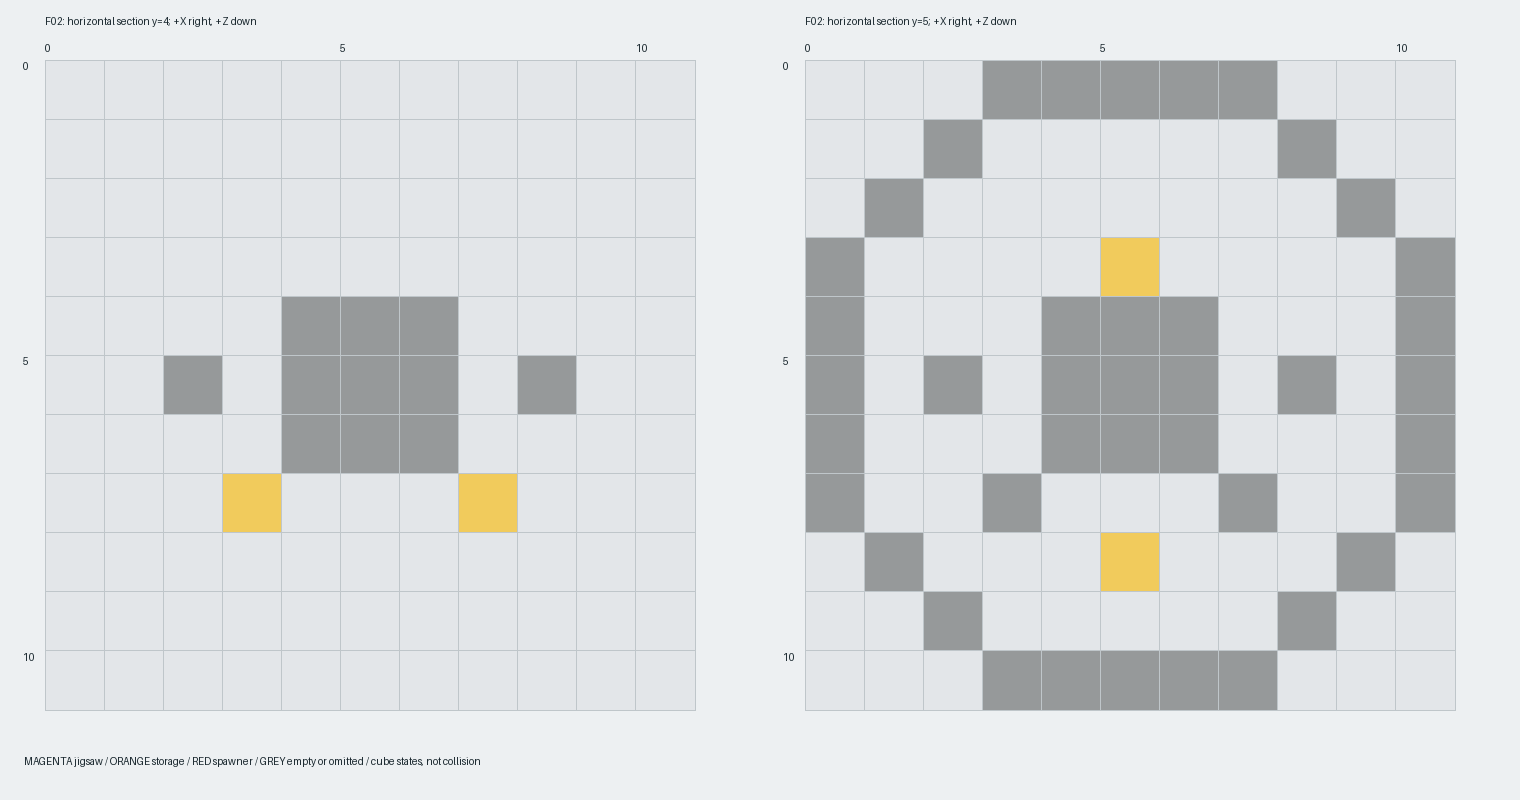 F02: horizontal section y=4; +X right, +Z down
0 5 10
0
5
10
F02: horizontal section y=5; +X right, +Z down
0 5 10
0
5
10
MAGENTA jigsaw / ORANGE storage / RED spawner / GREY empty or omitted / cube states, not collision